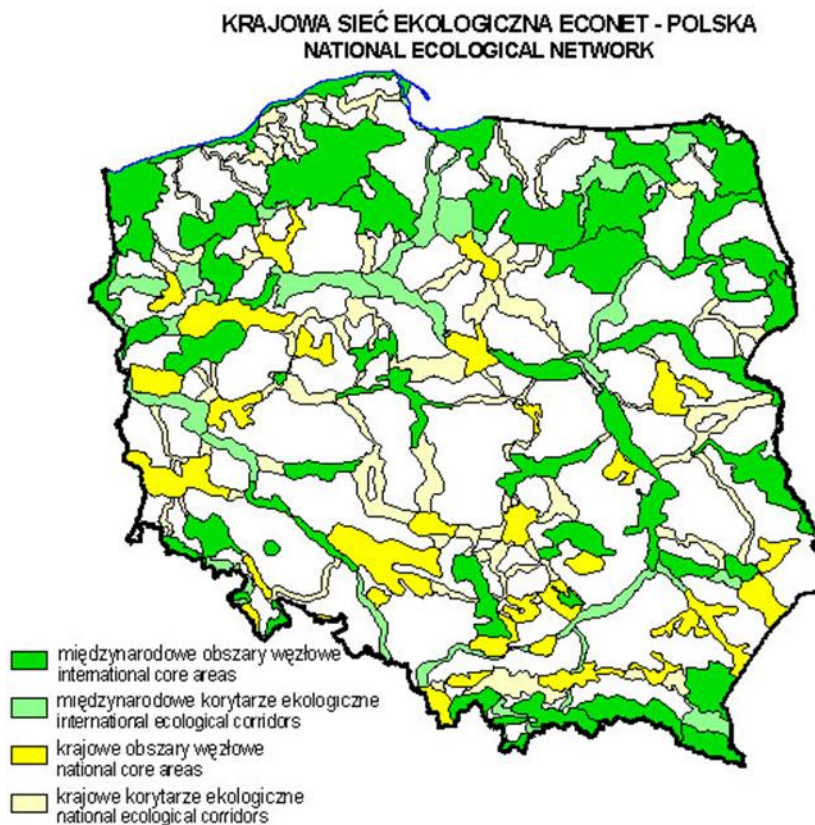 KRAJOWA SIEĆ EKOLOGICZNA ECONET - POLSKA
NATIONAL ECOLOGICAL NETWORK
międzynarodowe obszary węzłowe
international core areas
międzynarodowe korytarze ekologiczne
international ecological corridors
krajowe obszary węzłowe
national core areas
krajowe korytarze ekologiczne
national ecological corridors